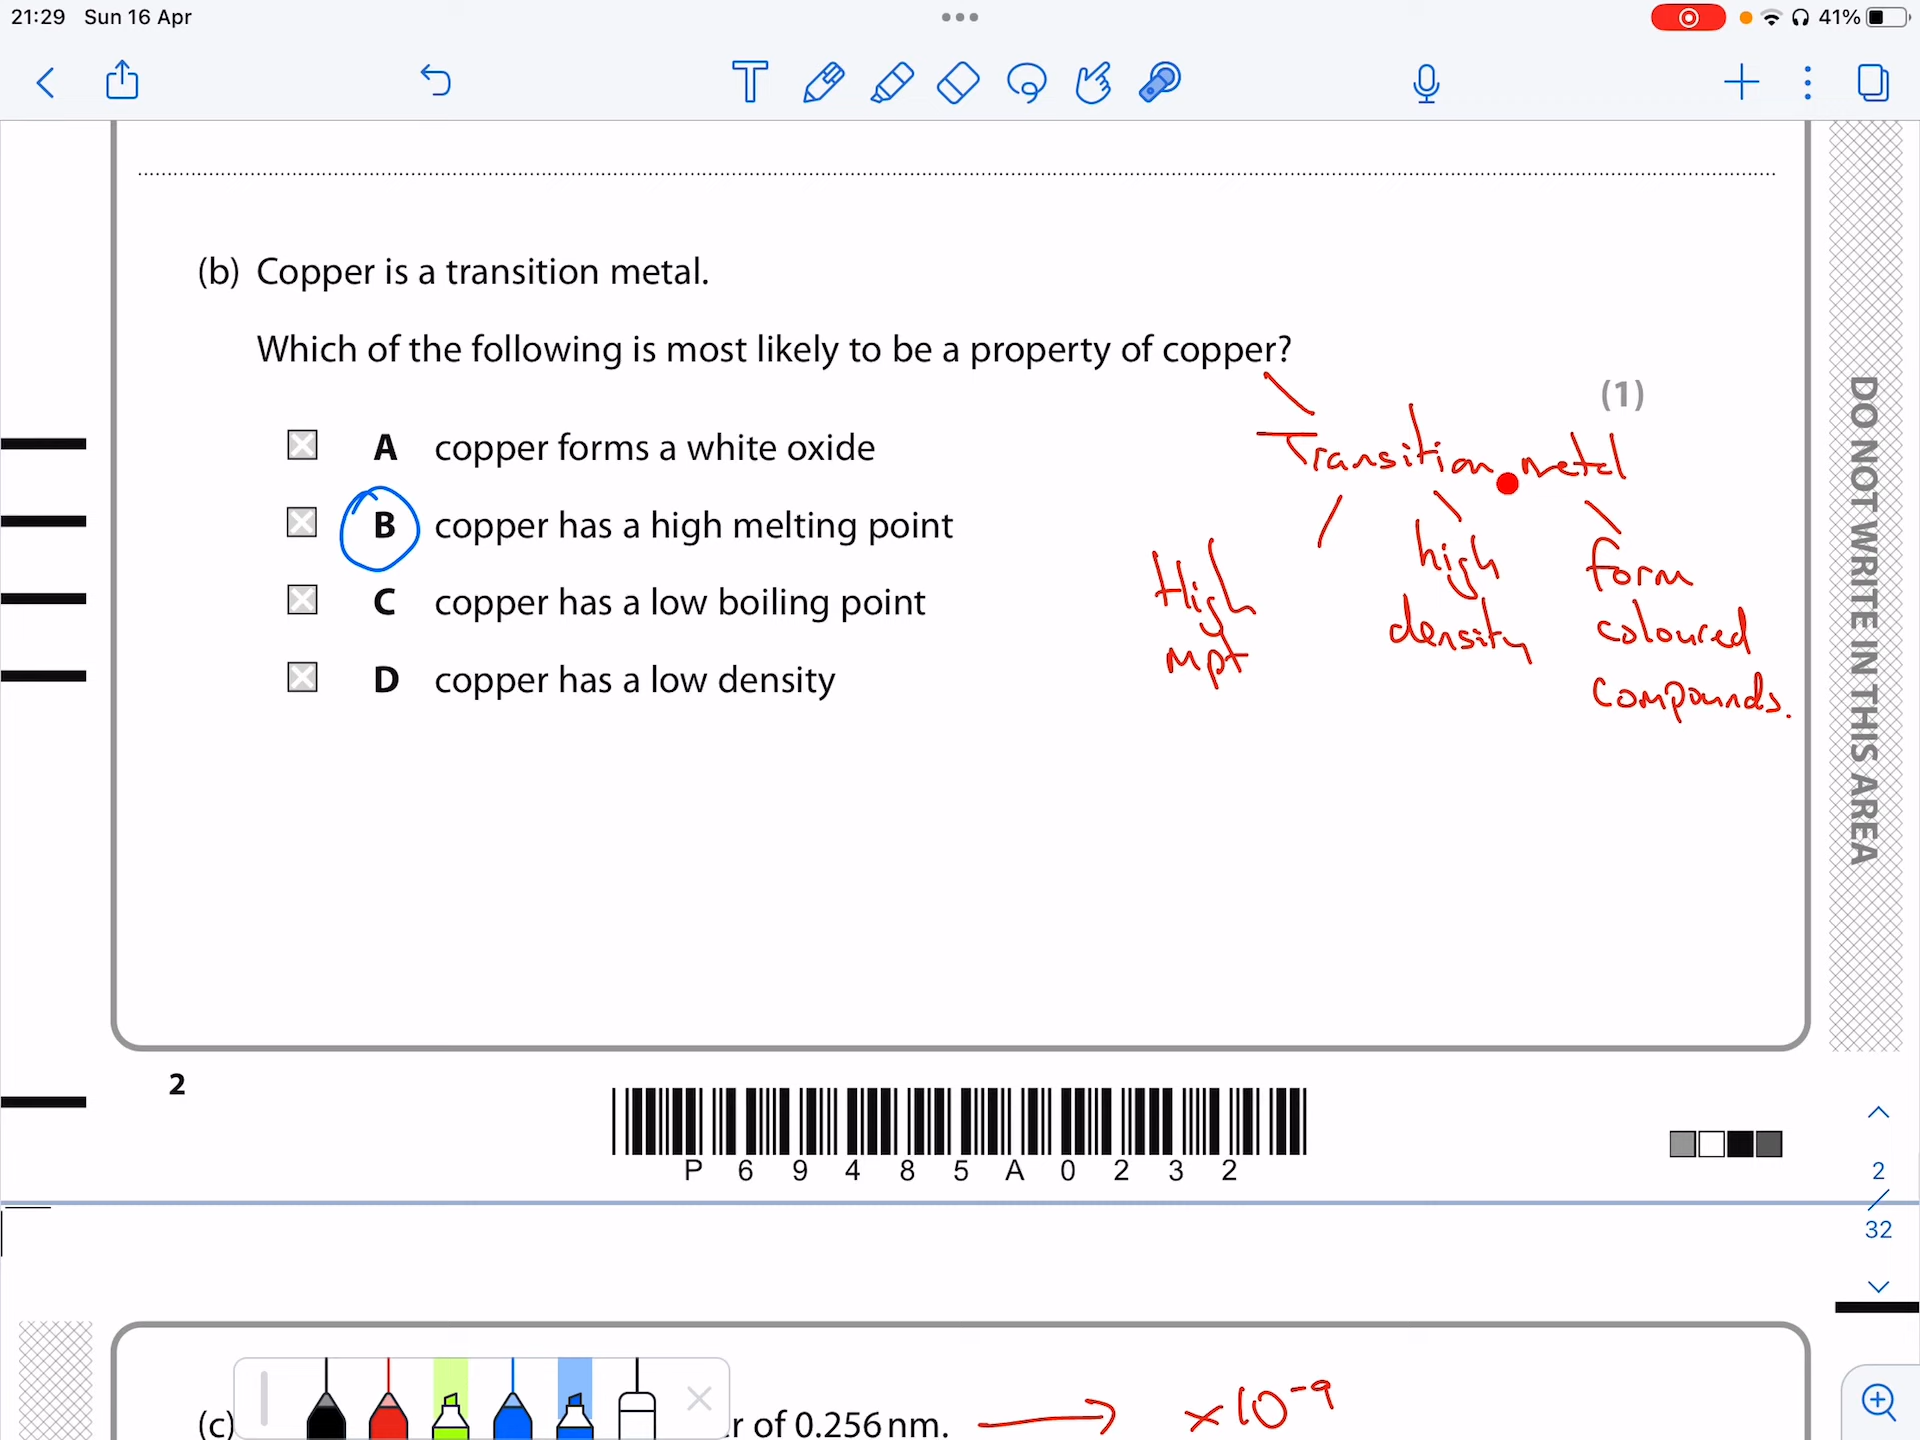 21:29 Sun 16 Apr
41%
(b) Copper is a transition metal.
Which of the following is most likely to be a property of copper?
(1)
Transition metal
A copper forms a white oxide
B copper has a high melting point
C copper has a low boiling point
D copper has a low density
High
mpt
high
density
form
coloured
compounds.
DO NOT WRITE IN THIS AREA
2
P 6 9 4 8 5 A 0 2 3 2
2
/
32
(c)
r of 0.256 nm.
×10⁻⁹